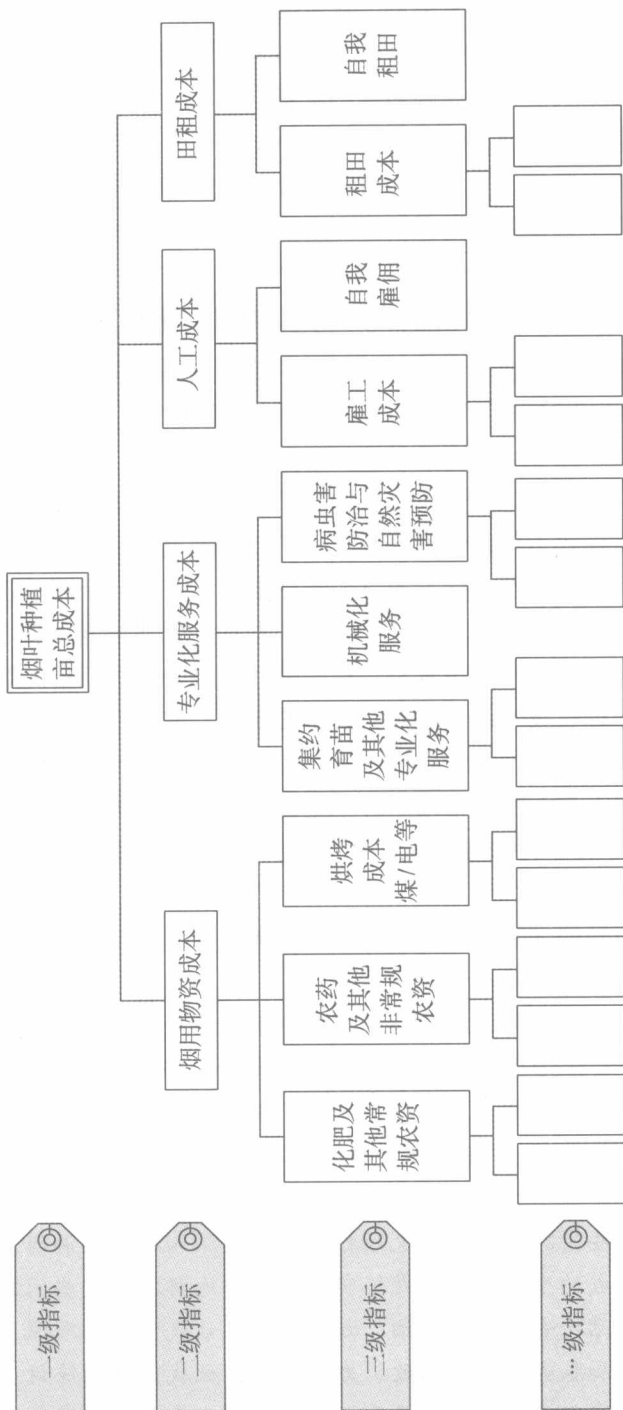 一级指标
烟叶种植
亩总成本
二级指标
烟用物资成本
专业化服务成本
人工成本
田租成本
三级指标
化肥及
其他常
规农资
农药
及其他
非常规
农资
烘烤
成本
煤/电等
集约
育苗
及其他
专业化
服务
机械化
服务
病虫害
防治与
自然灾
害预防
雇工
成本
自我
雇佣
租田
成本
自我
租田
…级指标